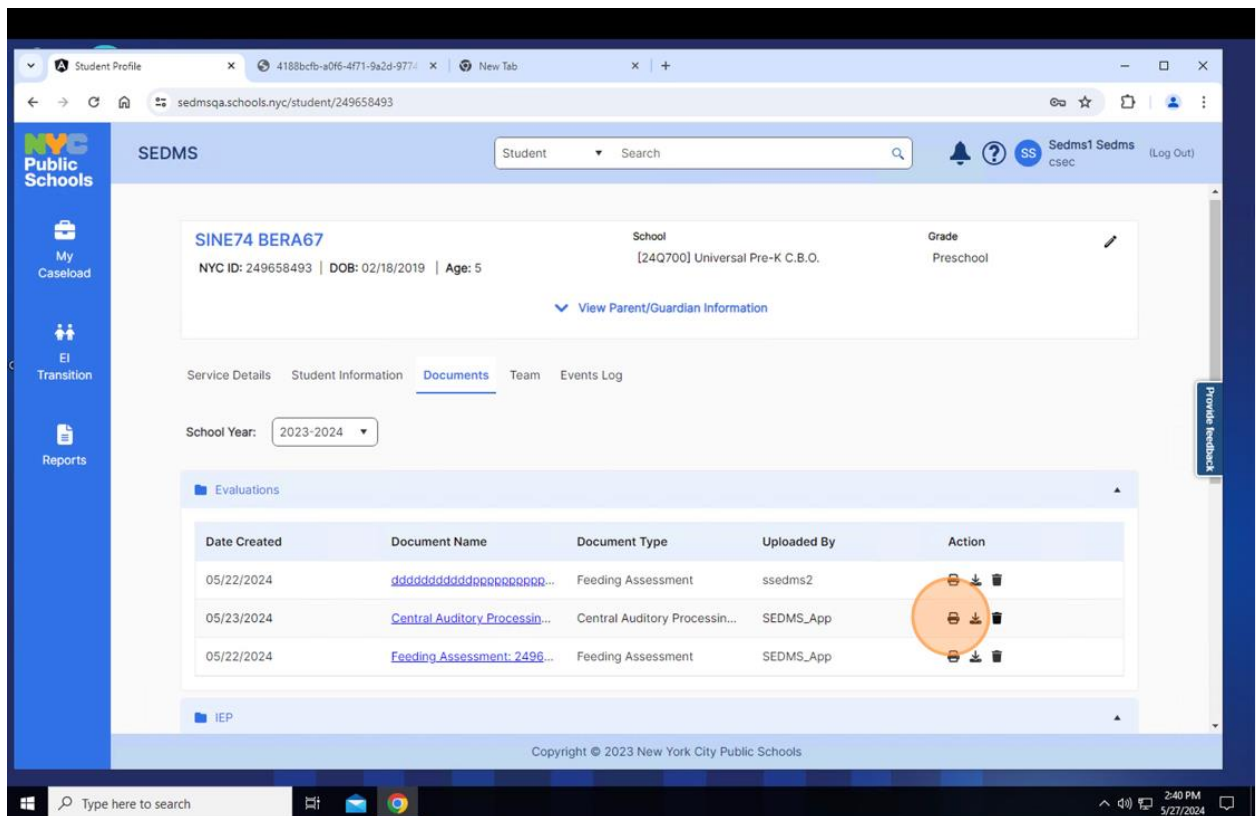 Student Profile
4188bcfb-a0f6-4f71-9a2d-9774
New Tab
sedmsqa.schools.nyc/student/249658493
NYC
Public
Schools
SEDMS
Student
Search
SS
Sedms1 Sedms
csec
(Log Out)
My
Caseload
EI
Transition
Reports
SINE74 BERA67
NYC ID: 249658493 | DOB: 02/18/2019 | Age: 5
School
[24Q700] Universal Pre-K C.B.O.
Grade
Preschool
View Parent/Guardian Information
Service Details Student Information Documents Team Events Log
School Year: 2023-2024
Provide feedback
Evaluations
Date Created Document Name Document Type Uploaded By Action
05/22/2024 Feeding Assessment ssedms2
05/23/2024 Central Auditory Processin... Central Auditory Processin... SEDMS_App
05/22/2024 Feeding Assessment: 2496... Feeding Assessment SEDMS_App
IEP
Copyright © 2023 New York City Public Schools
Type here to search
2:40 PM
5/27/2024